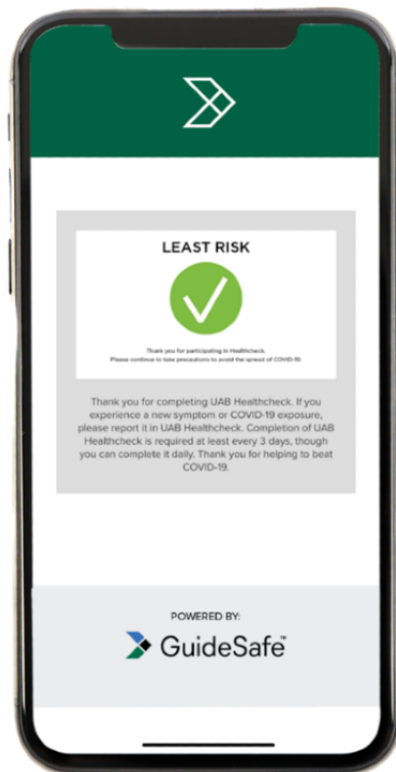 LEAST RISK
Thank you for participating in Healthcheck.
Please continue to take precautions to avoid the spread of COVID-19.
Thank you for completing UAB Healthcheck. If you
experience a new symptom or COVID-19 exposure,
please report it in UAB Healthcheck. Completion of UAB
Healthcheck is required at least every 3 days, though
you can complete it daily. Thank you for helping to beat
COVID-19.
POWERED BY:
GuideSafe™